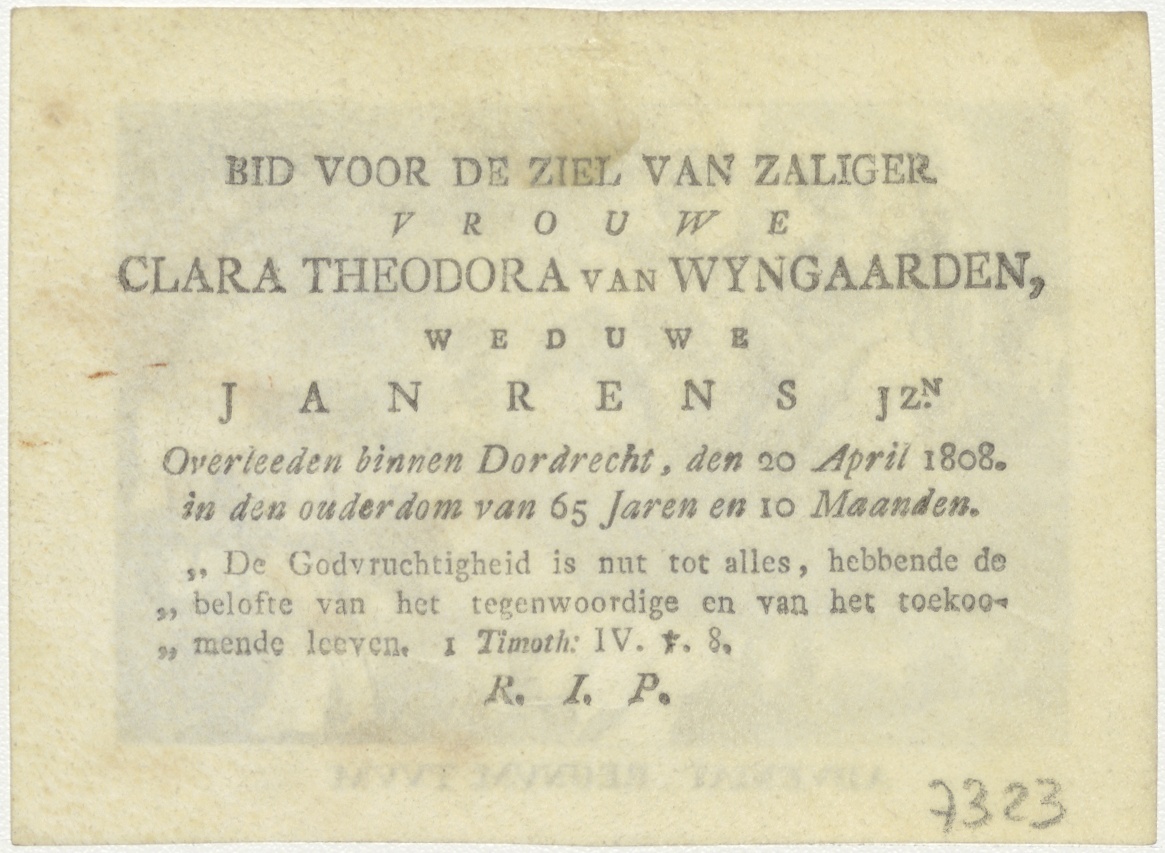 BID VOOR DE ZIEL VAN ZALIGER
VROUWE
CLARA THEODORA VAN WYNGAARDEN,
WEDUWE
JAN RENS JZN.
Overleeden binnen Dordrecht, den 20 April 1808.
in den ouderdom van 65 Jaren en 10 Maanden.
„ De Godvruchtigheid is nut tot alles, hebbende de
„ belofte van het tegenwoordige en van het toekoo-
„ mende leeven. 1 Timoth: IV. ℣. 8.
R. I. P.
7323